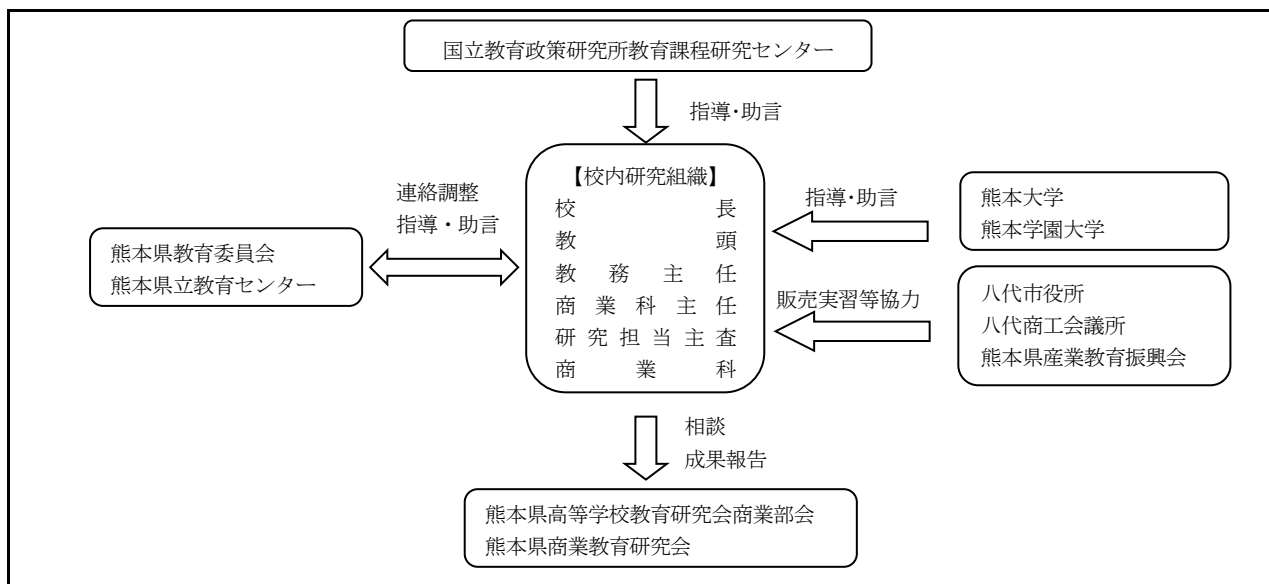 国立教育政策研究所教育課程研究センター
指導・助言
【校内研究組織】
校長
教頭
教務主任
商業科主任
研究担当主査
商業科
連絡調整
指導・助言
熊本県教育委員会
熊本県立教育センター
指導・助言
熊本大学
熊本学園大学
販売実習等協力
八代市役所
八代商工会議所
熊本県産業教育振興会
相談
成果報告
熊本県高等学校教育研究会商業部会
熊本県商業教育研究会